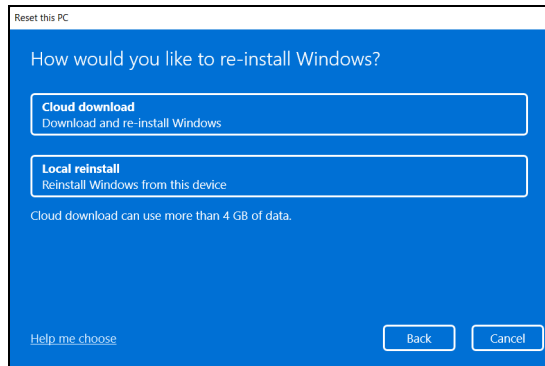 Reset this PC
How would you like to re-install Windows?
Cloud download
Download and re-install Windows
Local reinstall
Reinstall Windows from this device
Cloud download can use more than 4 GB of data.
Help me choose
Back
Cancel